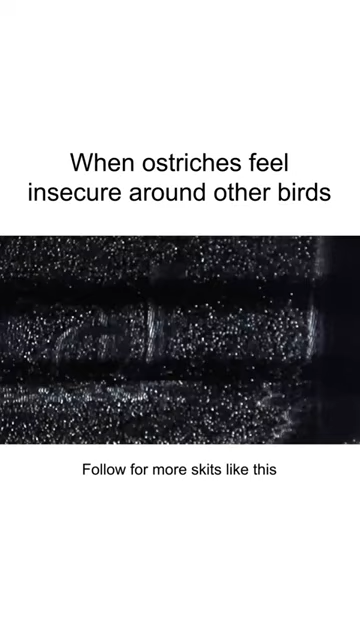 When ostriches feel
insecure around other birds
Follow for more skits like this